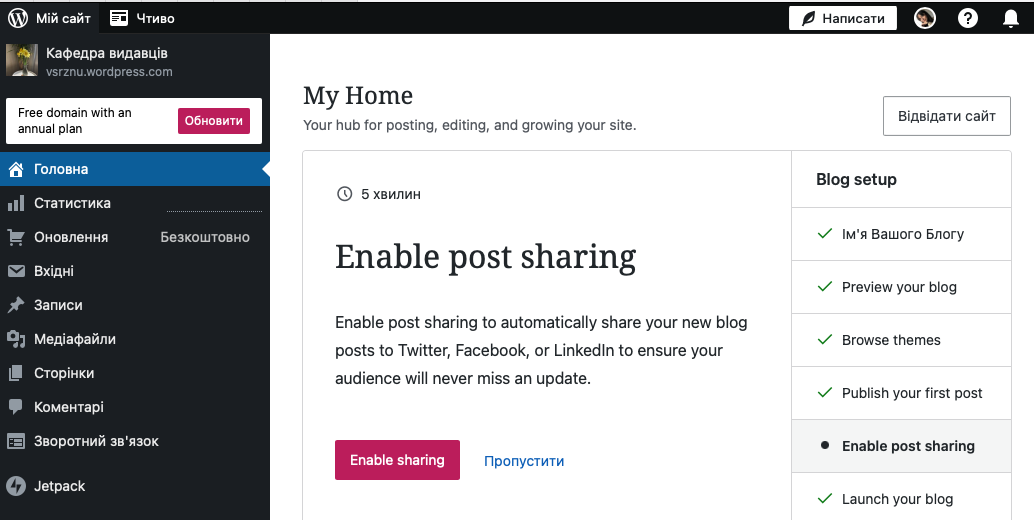 Мій сайт
Чтиво
Написати
Кафедра видавців
vsrznu.wordpress.com
Free domain with an
annual plan
Обновити
Головна
Статистика
Оновлення
Безкоштовно
Вхідні
Записи
Медіафайли
Сторінки
Коментарі
Зворотний зв'язок
Jetpack
My Home
Your hub for posting, editing, and growing your site.
Відвідати сайт
5 хвилин
Enable post sharing
Enable post sharing to automatically share your new blog
posts to Twitter, Facebook, or LinkedIn to ensure your
audience will never miss an update.
Enable sharing
Пропустити
Blog setup
Ім'я Вашого Блогу
Preview your blog
Browse themes
Publish your first post
Enable post sharing
Launch your blog